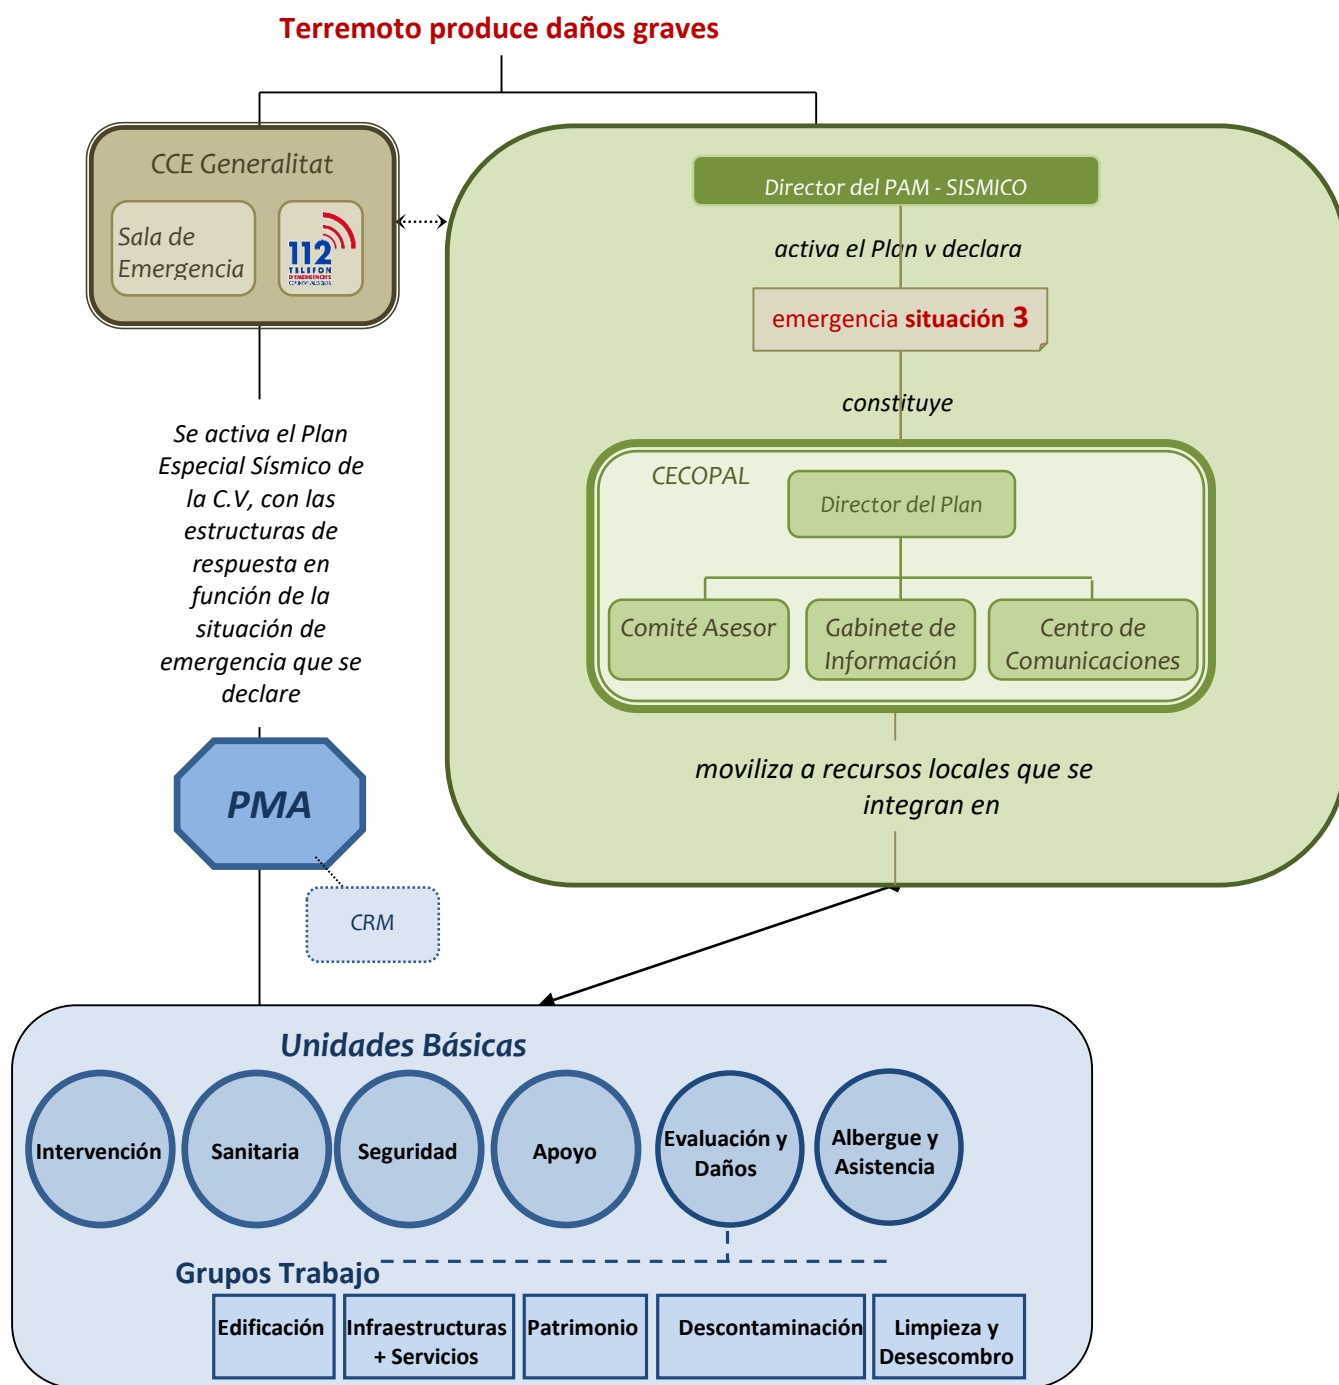 Terremoto produce daños graves
CCE Generalitat
Sala de
Emergencia
112
TELÈFON
D'EMERGÈNCIES
COMUNITAT VALENCIANA
Se activa el Plan
Especial Sísmico de
la C.V, con las
estructuras de
respuesta en
función de la
situación de
emergencia que se
declare
PMA
CRM
Director del PAM - SISMICO
activa el Plan y declara
emergencia situación 3
constituye
CECOPAL
Director del Plan
Comité Asesor
Gabinete de
Información
Centro de
Comunicaciones
moviliza a recursos locales que se
integran en
Unidades Básicas
Intervención
Sanitaria
Seguridad
Apoyo
Evaluación y
Daños
Albergue y
Asistencia
Grupos Trabajo
Edificación
Infraestructuras
+ Servicios
Patrimonio
Descontaminación
Limpieza y
Desescombro